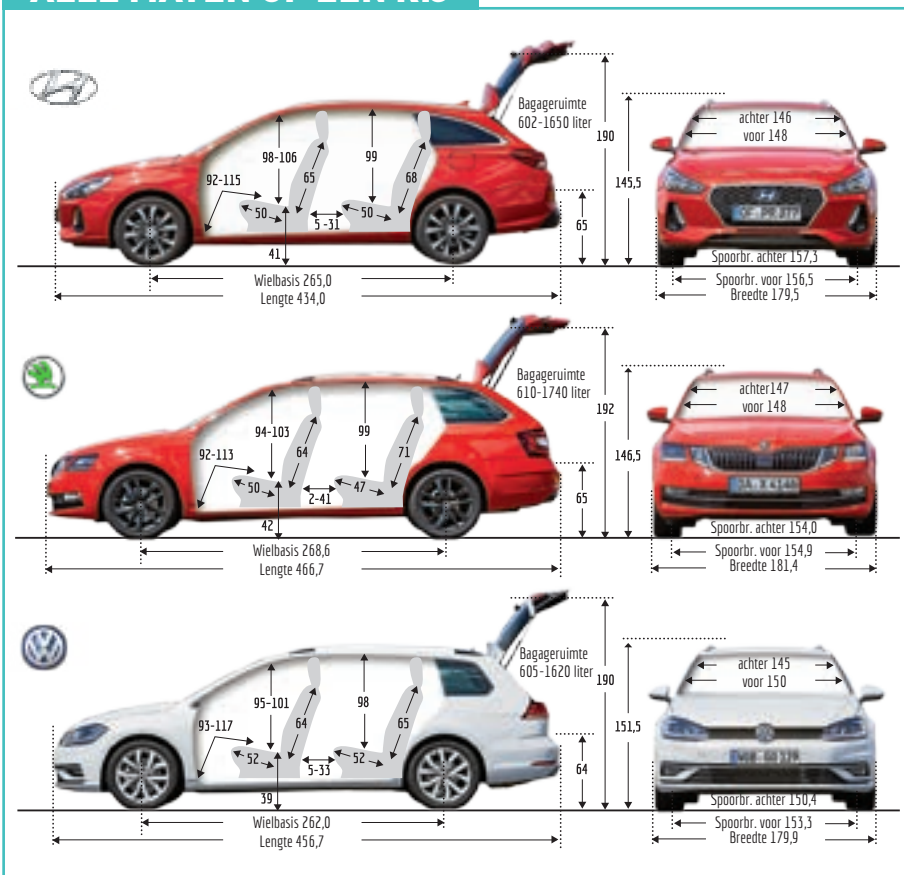 Bagageruimte
602-1650 liter
190
145,5
achter 146
voor 148
98-106
99
92-115
65
68
50
5 -31
50
65
41
Spoorbr. achter 157,3
Wielbasis 265,0
Spoorbr. voor 156,5
Lengte 434,0
Breedte 179,5
Bagageruimte
610-1740 liter
192
146,5
achter147
voor 148
94-103
99
92-113
64
71
50
2-41
47
65
42
Spoorbr. achter 154,0
Wielbasis 268,6
Spoorbr. voor 154,9
Lengte 466,7
Breedte 181,4
Bagageruimte
605-1620 liter
190
151,5
achter 145
voor 150
95-101
98
93-117
64
65
52
5-33
52
64
39
Spoorbr. achter 150,4
Wielbasis 262,0
Spoorbr. voor 153,3
Lengte 456,7
Breedte 179,9